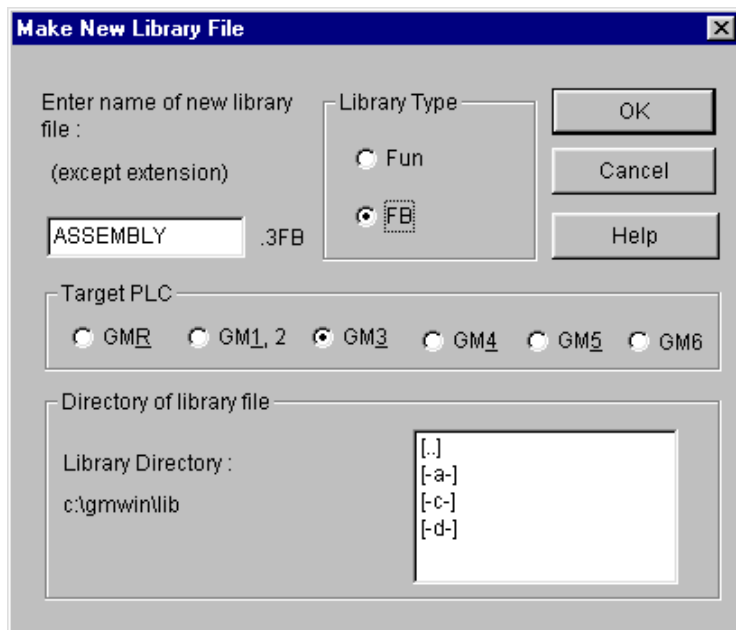 Make New Library File
Enter name of new library
file :
(except extension)
ASSEMBLY .3FB
Library Type
Fun
FB
OK
Cancel
Help
Target PLC
GMR GM1, 2 GM3 GM4 GM5 GM6
Directory of library file
Library Directory :
c:\gmwin\lib
[..]
[-a-]
[-c-]
[-d-]